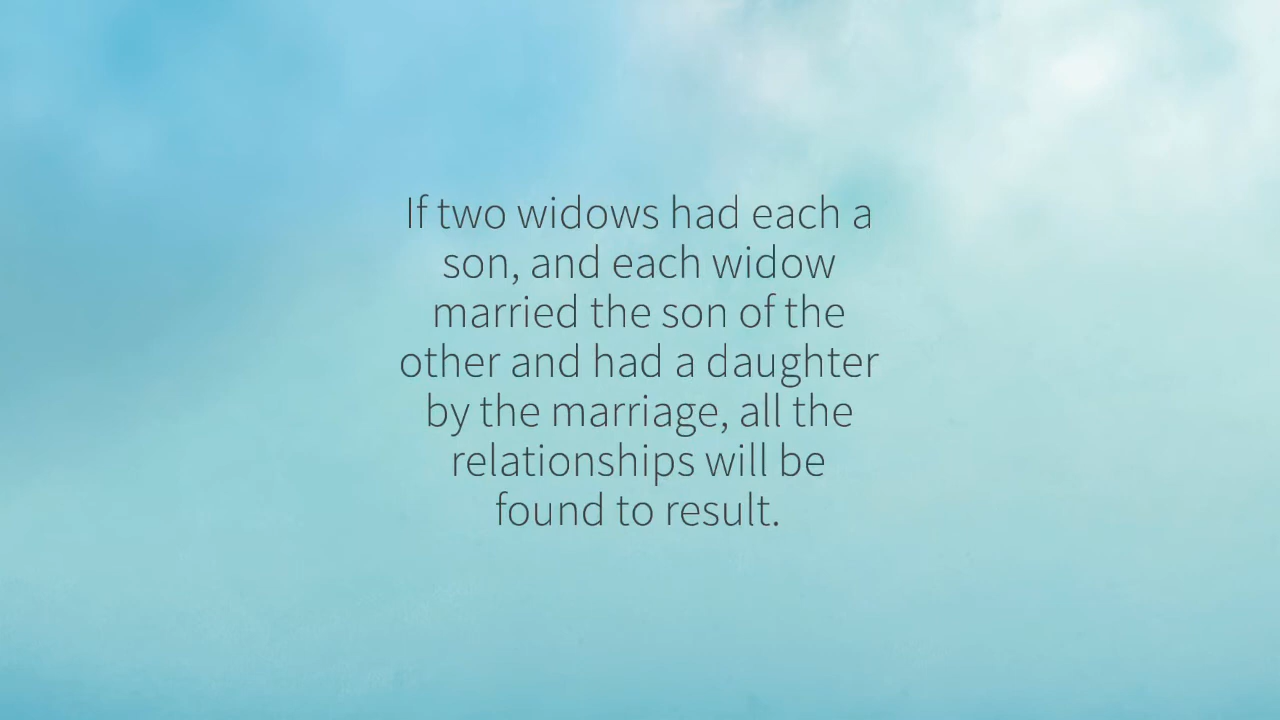 If two widows had each a
son, and each widow
married the son of the
other and had a daughter
by the marriage, all the
relationships will be
found to result.